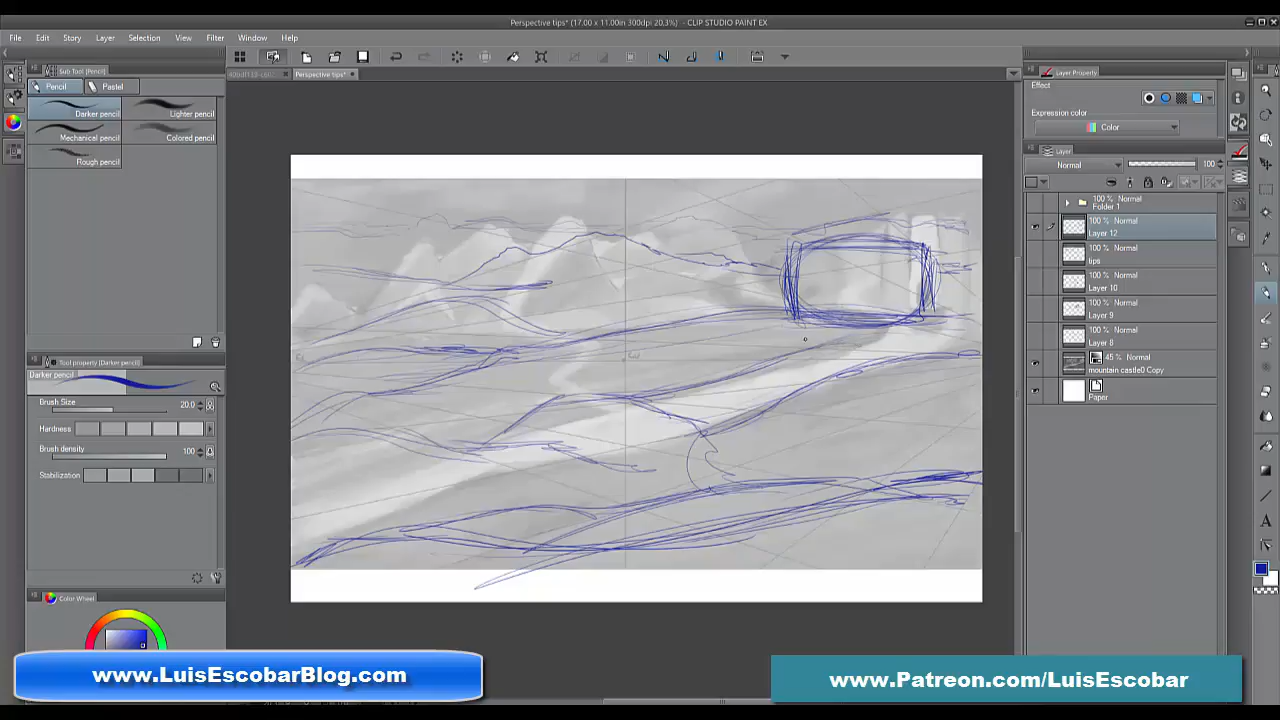 Perspective tips* (17.00 x 11.00in 300dpi 20.3%) - CLIP STUDIO PAINT EX
File Edit Story Layer Selection View Filter Window Help
Sub Tool [Pencil]
Perspective tips*
Pencil Pastel
Darker pencil Lighter pencil
Mechanical pencil Colored pencil
Rough pencil
Tool property [Darker pencil]
Darker pencil
Brush Size 20.0
Hardness
Brush density 100
Stabilization
Color Wheel
Layer Property
Effect
Expression color
Color
Layer
Normal 100
100 % Normal
Folder 1
100 % Normal
Layer 12
100 % Normal
tips
100 % Normal
Layer 10
100 % Normal
Layer 9
100 % Normal
Layer 8
45 % Normal
mountain castle0 Copy
Paper
www.LuisEscobarBlog.com
www.Patreon.com/LuisEscobar